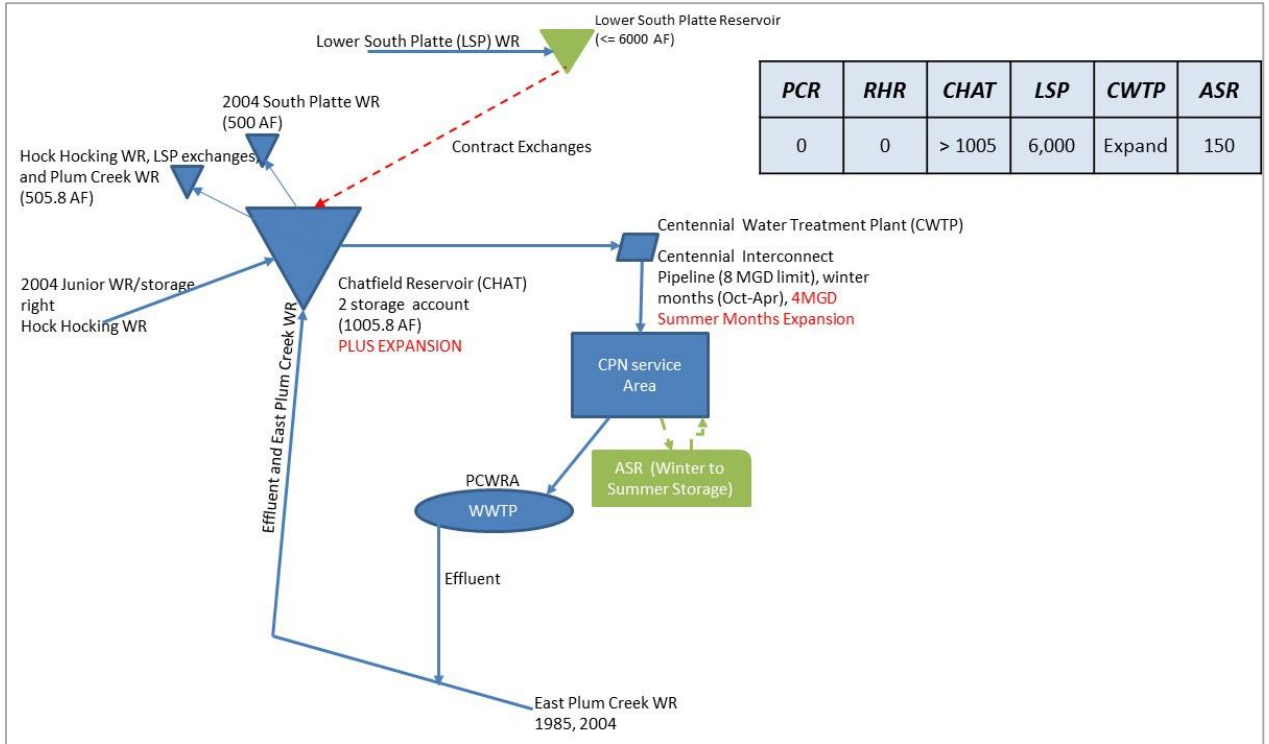 Lower South Platte Reservoir
(<= 6000 AF)
Lower South Platte (LSP) WR
PCR RHR CHAT LSP CWTP ASR
0 0 > 1005 6,000 Expand 150
2004 South Platte WR
(500 AF)
Contract Exchanges
Hock Hocking WR, LSP exchanges,
and Plum Creek WR
(505.8 AF)
Centennial Water Treatment Plant (CWTP)
Centennial Interconnect
Pipeline (8 MGD limit), winter
months (Oct-Apr), 4MGD
Summer Months Expansion
2004 Junior WR/storage
right
Hock Hocking WR
Chatfield Reservoir (CHAT)
2 storage account
(1005.8 AF)
PLUS EXPANSION
CPN service
Area
Effluent and East Plum Creek WR
ASR (Winter to
Summer Storage)
PCWRA
WWTP
Effluent
East Plum Creek WR
1985, 2004